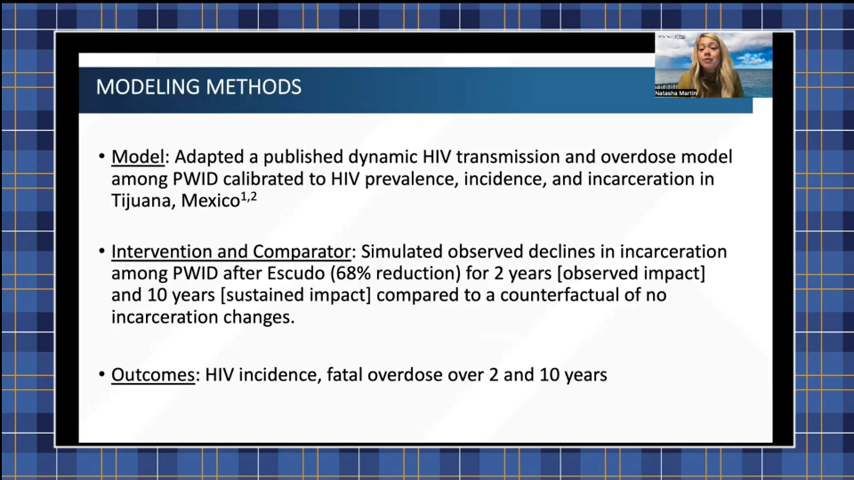 MODELING METHODS
Natasha Martin
• Model: Adapted a published dynamic HIV transmission and overdose model
among PWID calibrated to HIV prevalence, incidence, and incarceration in
Tijuana, Mexico1,2
• Intervention and Comparator: Simulated observed declines in incarceration
among PWID after Escudo (68% reduction) for 2 years [observed impact]
and 10 years [sustained impact] compared to a counterfactual of no
incarceration changes.
• Outcomes: HIV incidence, fatal overdose over 2 and 10 years